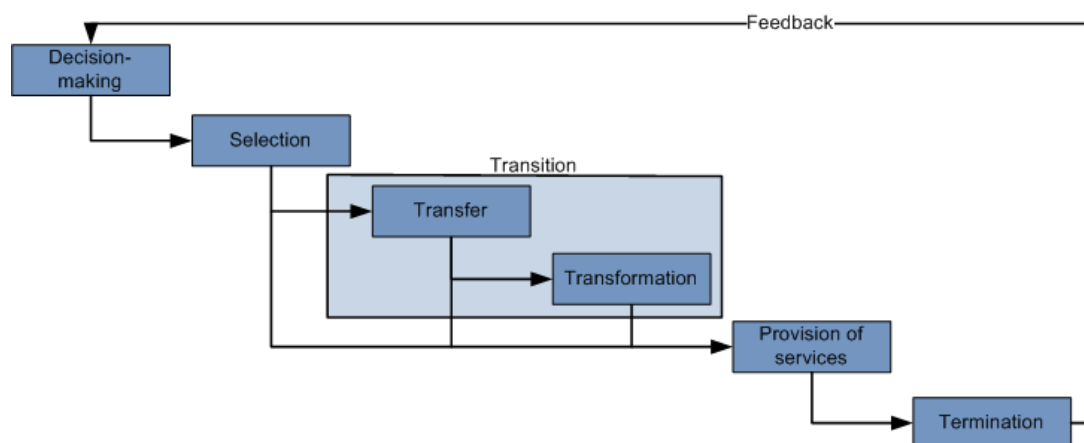 Feedback
Decision-
making
Selection
Transition
Transfer
Transformation
Provision of
services
Termination